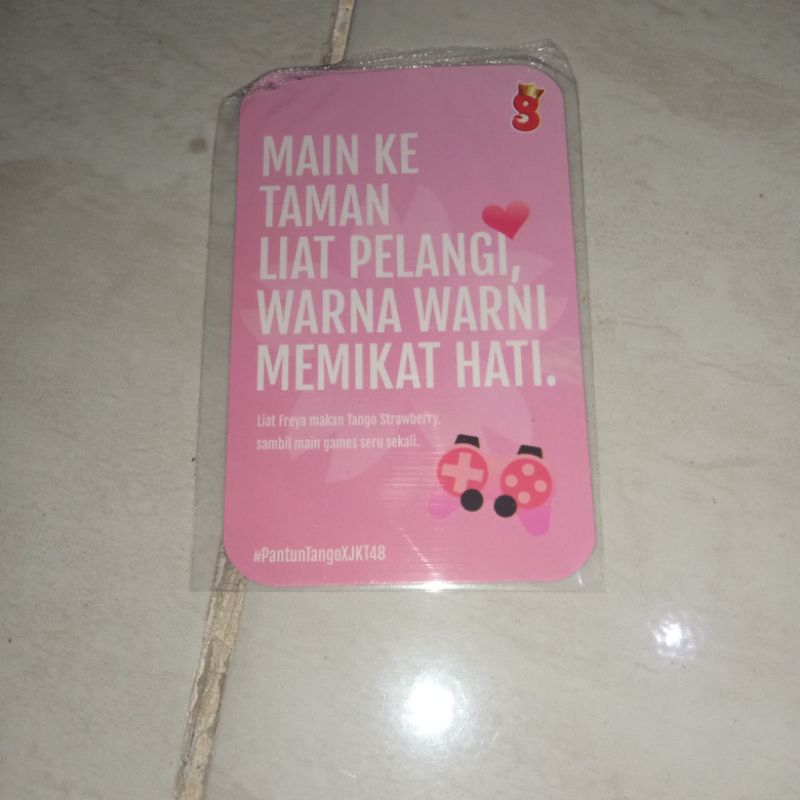 MAIN KE
TAMAN
LIAT PELANGI,
WARNA WARNI
MEMIKAT HATI.
Liat Freya makan Tango Strawberry,
sambil main games seru sekali.
#PantunTangoXJKT48